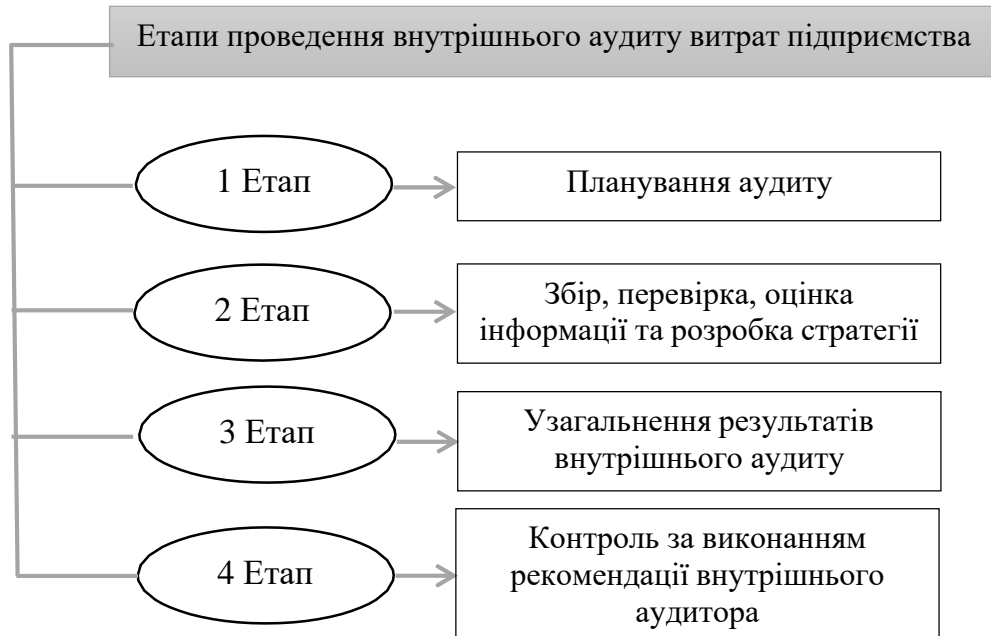 Етапи проведення внутрішнього аудиту витрат підприємства
1 Етап
Планування аудиту
2 Етап
Збір, перевірка, оцінка
інформації та розробка стратегії
3 Етап
Узагальнення результатів
внутрішнього аудиту
4 Етап
Контроль за виконанням
рекомендації внутрішнього
аудитора